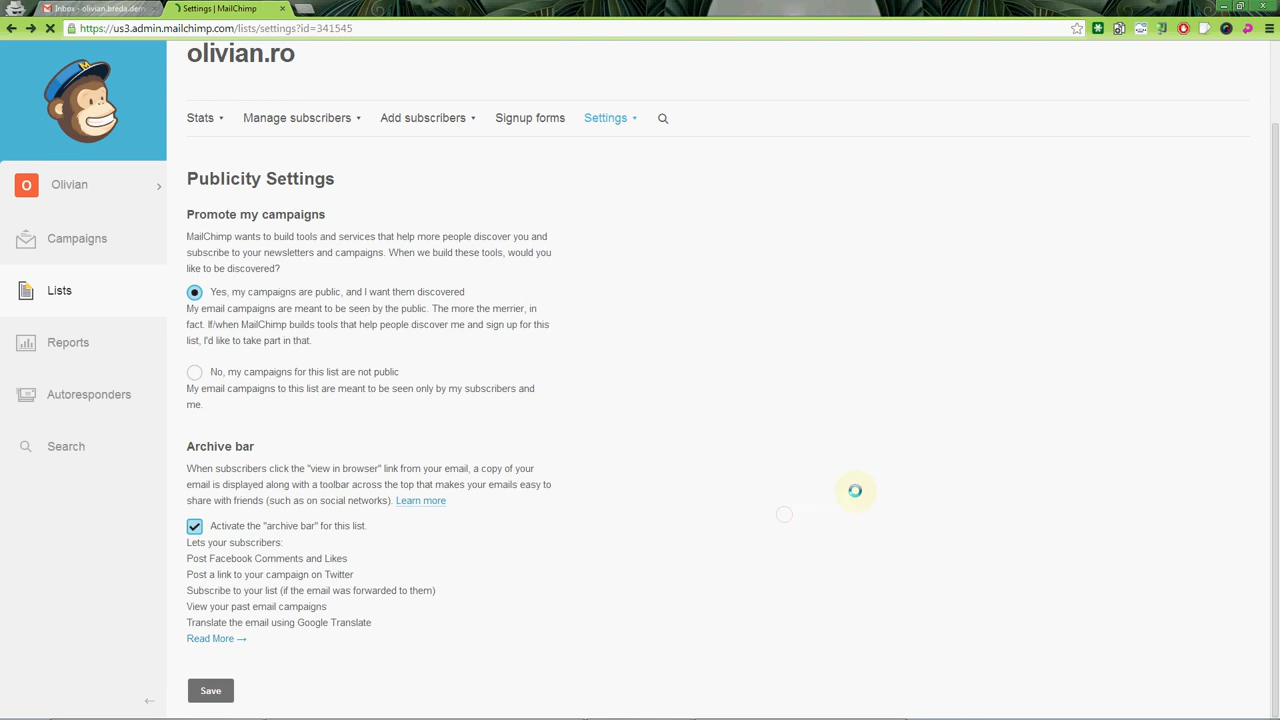 Inbox - olivian.breda.dem
Settings | MailChimp
https://us3.admin.mailchimp.com/lists/settings?id=341545
olivian.ro
Stats
Manage subscribers
Add subscribers
Signup forms
Settings
O
Olivian
Campaigns
Lists
Reports
Autoresponders
Search
Publicity Settings
Promote my campaigns
MailChimp wants to build tools and services that help more people discover you and
subscribe to your newsletters and campaigns. When we build these tools, would you
like to be discovered?
Yes, my campaigns are public, and I want them discovered
My email campaigns are meant to be seen by the public. The more the merrier, in
fact. If/when MailChimp builds tools that help people discover me and sign up for this
list, I'd like to take part in that.
No, my campaigns for this list are not public
My email campaigns to this list are meant to be seen only by my subscribers and
me.
Archive bar
When subscribers click the "view in browser" link from your email, a copy of your
email is displayed along with a toolbar across the top that makes your emails easy to
share with friends (such as on social networks). Learn more
Activate the "archive bar" for this list.
Lets your subscribers:
Post Facebook Comments and Likes
Post a link to your campaign on Twitter
Subscribe to your list (if the email was forwarded to them)
View your past email campaigns
Translate the email using Google Translate
Read More →
Save